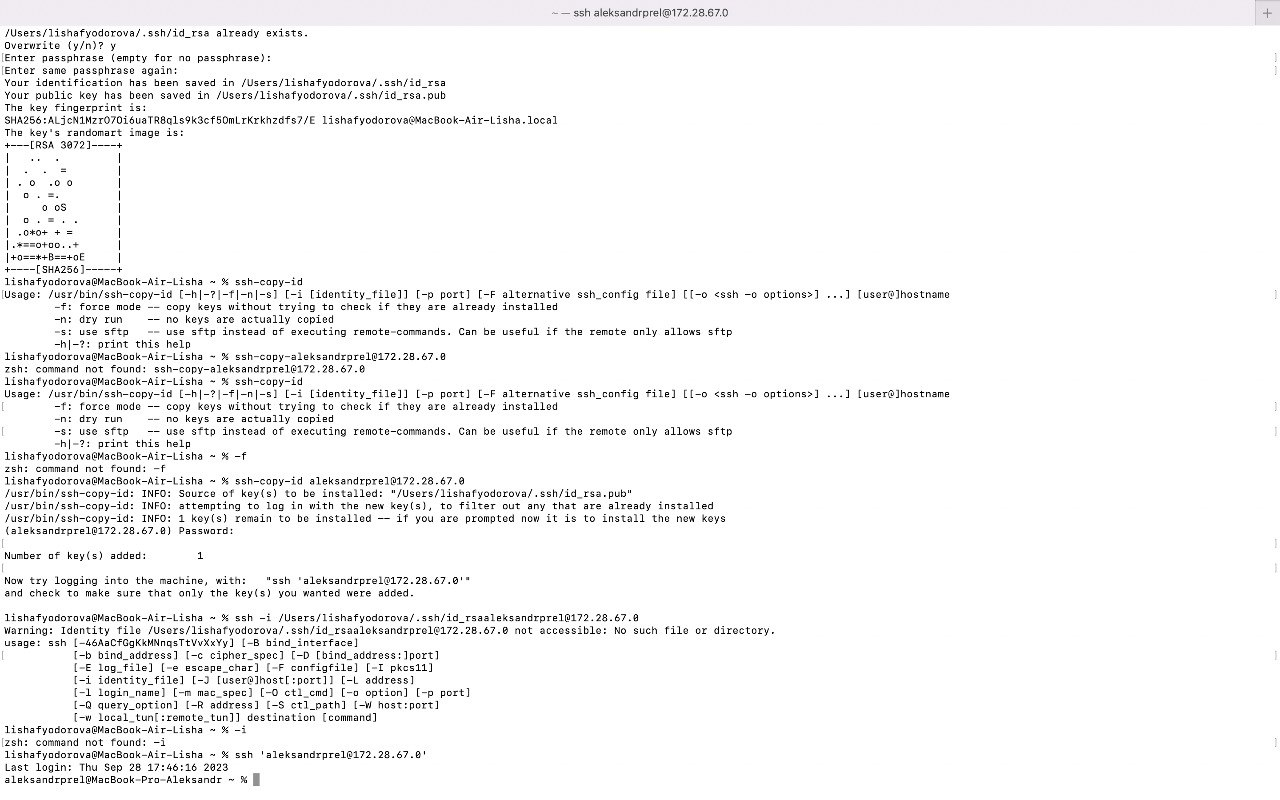 ~ — ssh aleksandrprel@172.28.67.0
/Users/lishafyodorova/.ssh/id_rsa already exists.
Overwrite (y/n)? y
Enter passphrase (empty for no passphrase):
Enter same passphrase again:
Your identification has been saved in /Users/lishafyodorova/.ssh/id_rsa
Your public key has been saved in /Users/lishafyodorova/.ssh/id_rsa.pub
The key fingerprint is:
SHA256:ALjcN1MzrO7Oi6uaTR8qls9k3cf5OmLrKrkhzdfs7/E lishafyodorova@MacBook-Air-Lisha.local
The key's randomart image is:
+---[RSA 3072]----+
|   ..  .         |
|  .  .  =        |
| . o  .o o       |
|  o . =.         |
|     o oS        |
|  o . = . .      |
| .o*o+ + =       |
|.*==o+oo..+      |
|+o==*+B==+oE     |
+----[SHA256]-----+
lishafyodorova@MacBook-Air-Lisha ~ % ssh-copy-id
Usage: /usr/bin/ssh-copy-id [-h|-?|-f|-n|-s] [-i [identity_file]] [-p port] [-F alternative ssh_config file] [[-o <ssh -o options>] ...] [user@]hostname
        -f: force mode -- copy keys without trying to check if they are already installed
        -n: dry run    -- no keys are actually copied
        -s: use sftp   -- use sftp instead of executing remote-commands. Can be useful if the remote only allows sftp
        -h|-?: print this help
lishafyodorova@MacBook-Air-Lisha ~ % ssh-copy-aleksandrprel@172.28.67.0
zsh: command not found: ssh-copy-aleksandrprel@172.28.67.0
lishafyodorova@MacBook-Air-Lisha ~ % ssh-copy-id
Usage: /usr/bin/ssh-copy-id [-h|-?|-f|-n|-s] [-i [identity_file]] [-p port] [-F alternative ssh_config file] [[-o <ssh -o options>] ...] [user@]hostname
        -f: force mode -- copy keys without trying to check if they are already installed
        -n: dry run    -- no keys are actually copied
        -s: use sftp   -- use sftp instead of executing remote-commands. Can be useful if the remote only allows sftp
        -h|-?: print this help
lishafyodorova@MacBook-Air-Lisha ~ % -f
zsh: command not found: -f
lishafyodorova@MacBook-Air-Lisha ~ % ssh-copy-id aleksandrprel@172.28.67.0
/usr/bin/ssh-copy-id: INFO: Source of key(s) to be installed: "/Users/lishafyodorova/.ssh/id_rsa.pub"
/usr/bin/ssh-copy-id: INFO: attempting to log in with the new key(s), to filter out any that are already installed
/usr/bin/ssh-copy-id: INFO: 1 key(s) remain to be installed -- if you are prompted now it is to install the new keys
(aleksandrprel@172.28.67.0) Password:
Number of key(s) added:        1
Now try logging into the machine, with:   "ssh 'aleksandrprel@172.28.67.0'"
and check to make sure that only the key(s) you wanted were added.
lishafyodorova@MacBook-Air-Lisha ~ % ssh -i /Users/lishafyodorova/.ssh/id_rsaaleksandrprel@172.28.67.0
Warning: Identity file /Users/lishafyodorova/.ssh/id_rsaaleksandrprel@172.28.67.0 not accessible: No such file or directory.
usage: ssh [-46AaCfGgKkMNnqsTtVvXxYy] [-B bind_interface]
           [-b bind_address] [-c cipher_spec] [-D [bind_address:]port]
           [-E log_file] [-e escape_char] [-F configfile] [-I pkcs11]
           [-i identity_file] [-J [user@]host[:port]] [-L address]
           [-l login_name] [-m mac_spec] [-O ctl_cmd] [-o option] [-p port]
           [-Q query_option] [-R address] [-S ctl_path] [-W host:port]
           [-w local_tun[:remote_tun]] destination [command]
lishafyodorova@MacBook-Air-Lisha ~ % -i
zsh: command not found: -i
lishafyodorova@MacBook-Air-Lisha ~ % ssh 'aleksandrprel@172.28.67.0'
Last login: Thu Sep 28 17:46:16 2023
aleksandrprel@MacBook-Pro-Aleksandr ~ %